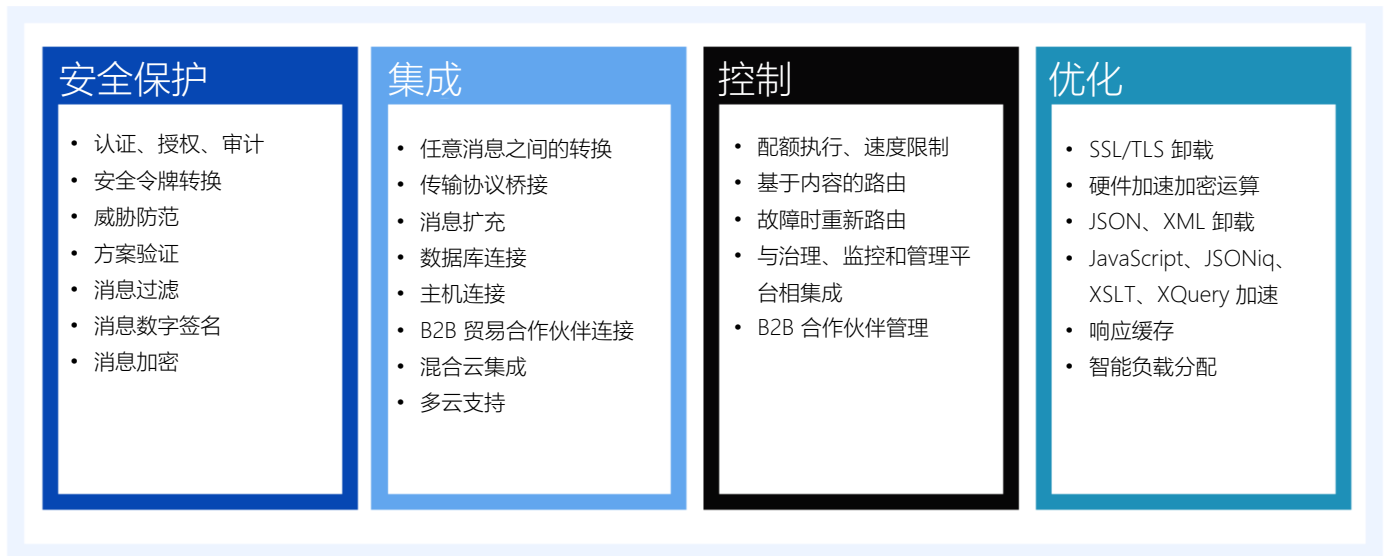 安全保护
• 认证、授权、审计
• 安全令牌转换
• 威胁防范
• 方案验证
• 消息过滤
• 消息数字签名
• 消息加密
集成
• 任意消息之间的转换
• 传输协议桥接
• 消息扩充
• 数据库连接
• 主机连接
• B2B 贸易合作伙伴连接
• 混合云集成
• 多云支持
控制
• 配额执行、速度限制
• 基于内容的路由
• 故障时重新路由
• 与治理、监控和管理平
台相集成
• B2B 合作伙伴管理
优化
• SSL/TLS 卸载
• 硬件加速加密运算
• JSON、XML 卸载
• JavaScript、JSONiq、
XSLT、XQuery 加速
• 响应缓存
• 智能负载分配